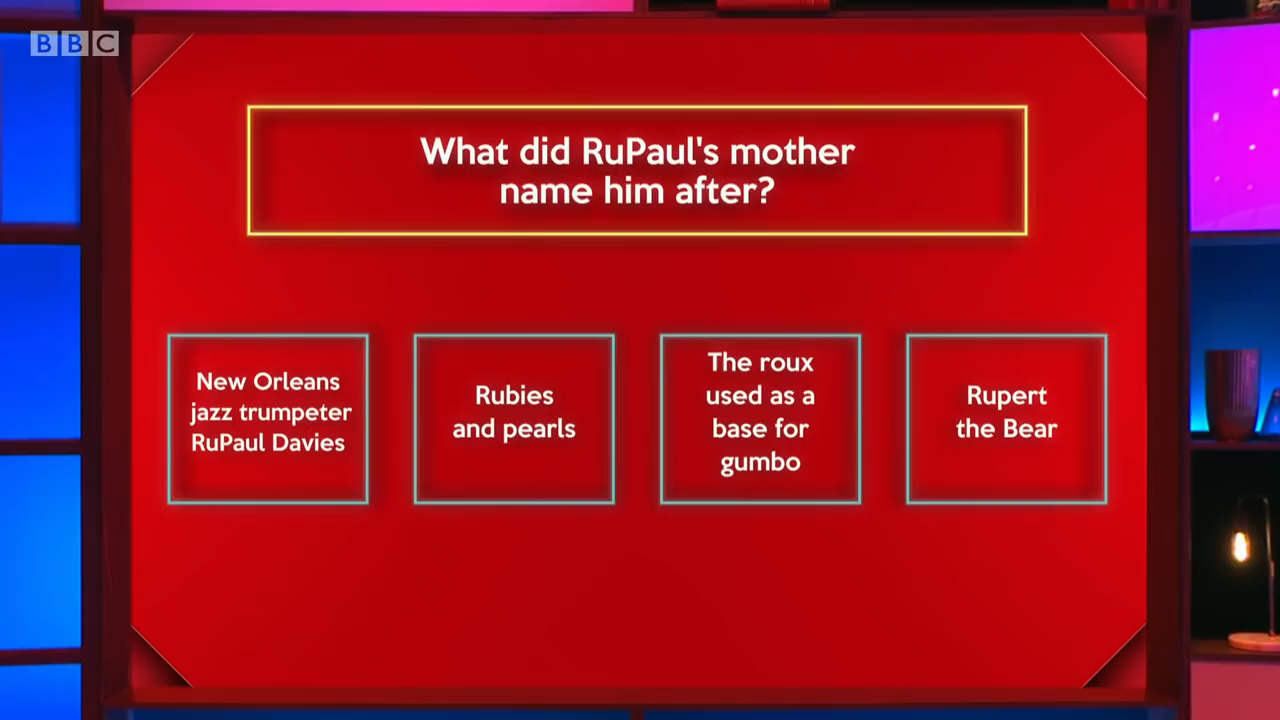 BBC
What did RuPaul's mother
name him after?
New Orleans
jazz trumpeter
RuPaul Davies
Rubies
and pearls
The roux
used as a
base for
gumbo
Rupert
the Bear